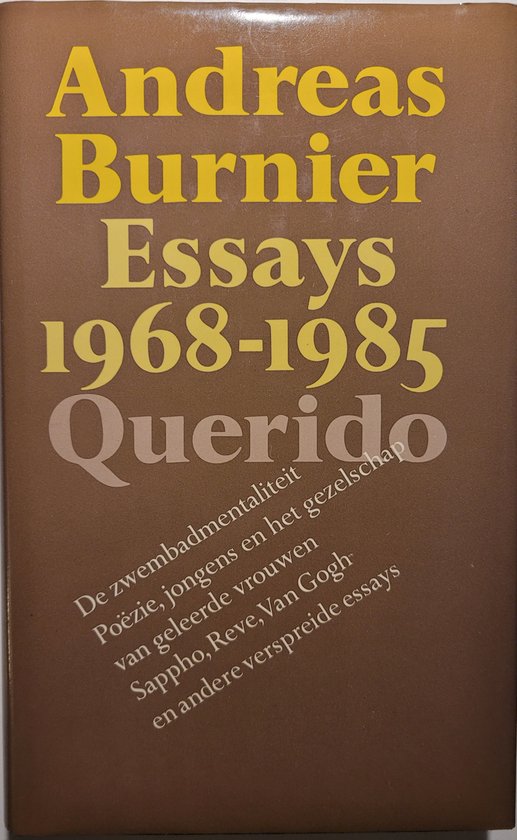 Andreas
Burnier
Essays
1968-1985
Querido
De zwembadmentaliteit
Poëzie, jongens en het gezelschap
van geleerde vrouwen
Sappho, Reve, Van Gogh
en andere verspreide essays